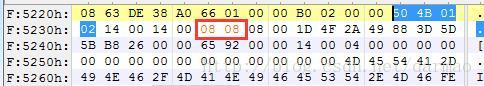 F:5220h: 08 63 DE 38 A0 66 01 00 00 B0 02 00 00 50 4B 01
F:5230h: 02 14 00 14 00 08 08 08 00 1D 4F 2A 49 88 3D 5D
F:5240h: 5B B8 26 00 00 65 92 00 00 14 00 04 00 00 00 00
F:5250h: 00 00 00 00 00 00 00 00 00 00 00 4D 45 54 41 2D
F:5260h: 49 4E 46 2F 4D 41 4E 49 46 45 53 54 2E 4D 46 FE